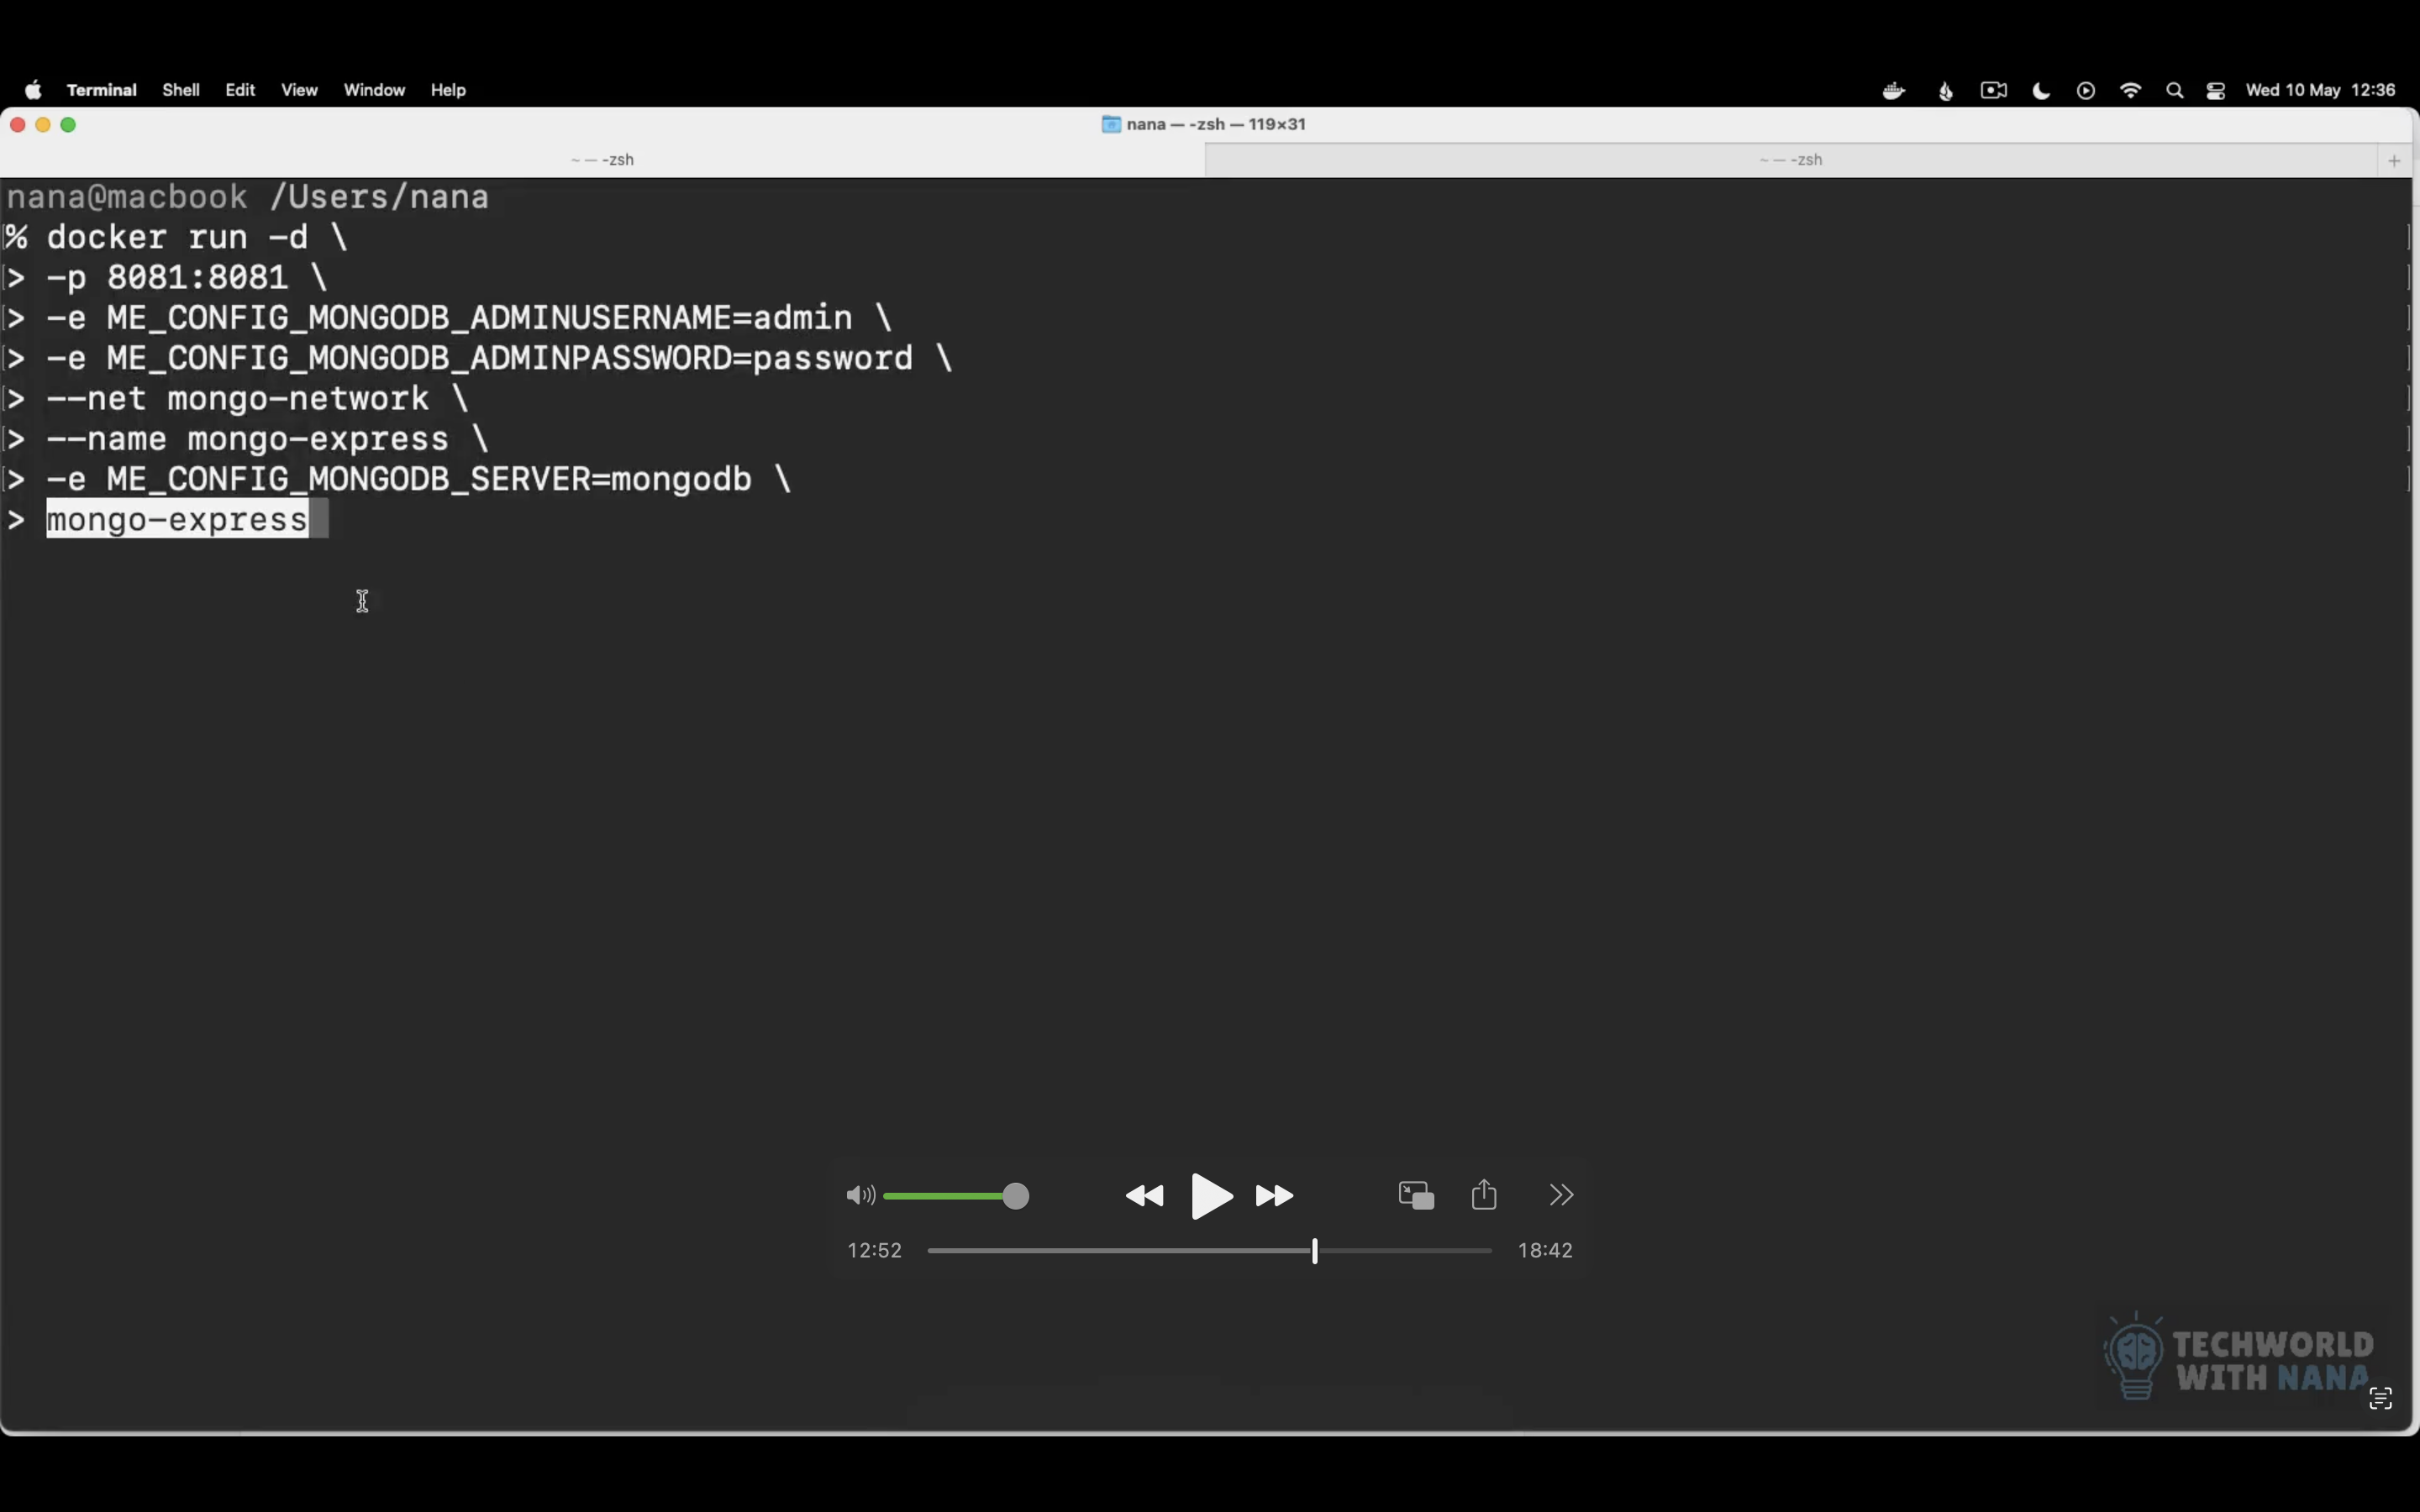 Terminal Shell Edit View Window Help Wed 10 May 12:36
nana — -zsh — 119×31
~ — -zsh ~ — -zsh +
nana@macbook /Users/nana
% docker run -d \
> -p 8081:8081 \
> -e ME_CONFIG_MONGODB_ADMINUSERNAME=admin \
> -e ME_CONFIG_MONGODB_ADMINPASSWORD=password \
> --net mongo-network \
> --name mongo-express \
> -e ME_CONFIG_MONGODB_SERVER=mongodb \
> mongo-express
12:52 18:42
TECHWORLD
WITH NANA